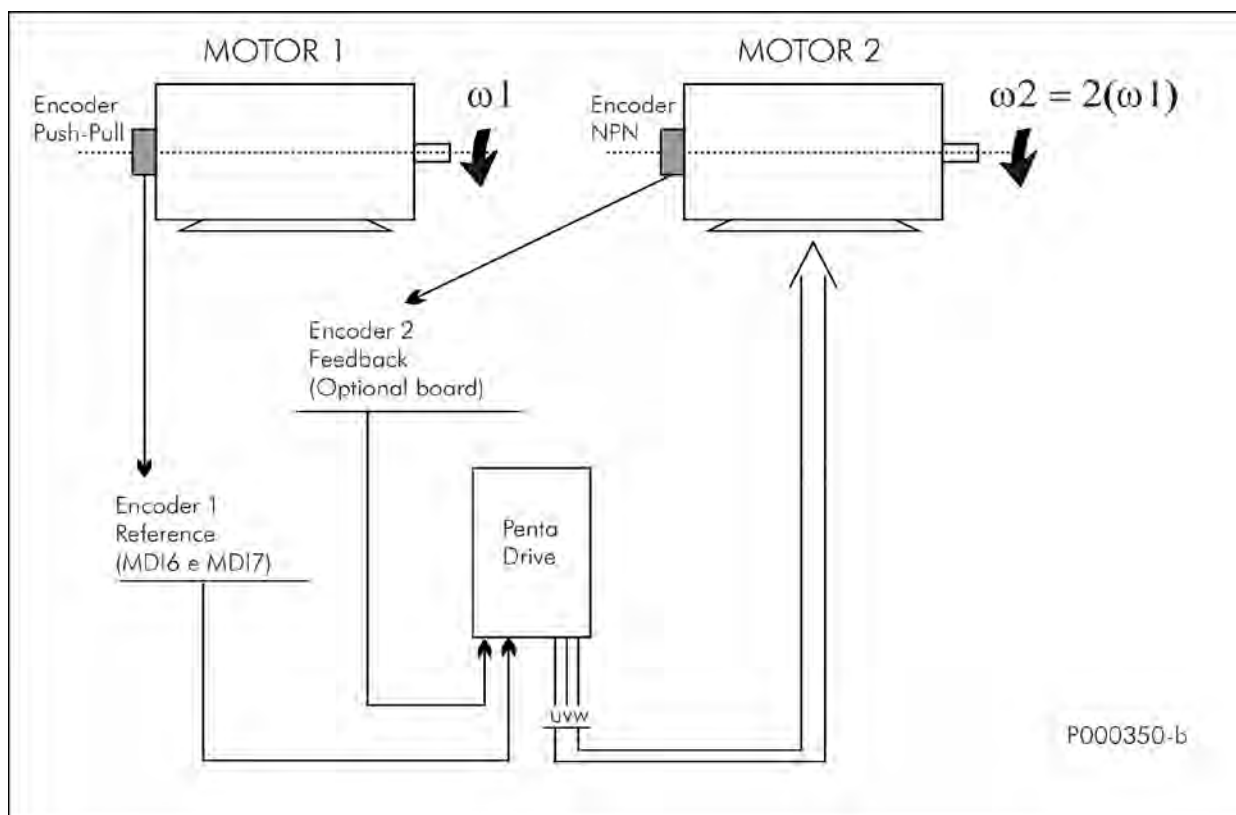 MOTOR 1
MOTOR 2
Encoder
Push-Pull
ω1
Encoder
NPN
ω2 = 2(ω1)
Encoder 2
Feedback
(Optional board)
Encoder 1
Reference
(MDI6 e MDI7)
Penta
Drive
uvw
P000350-b